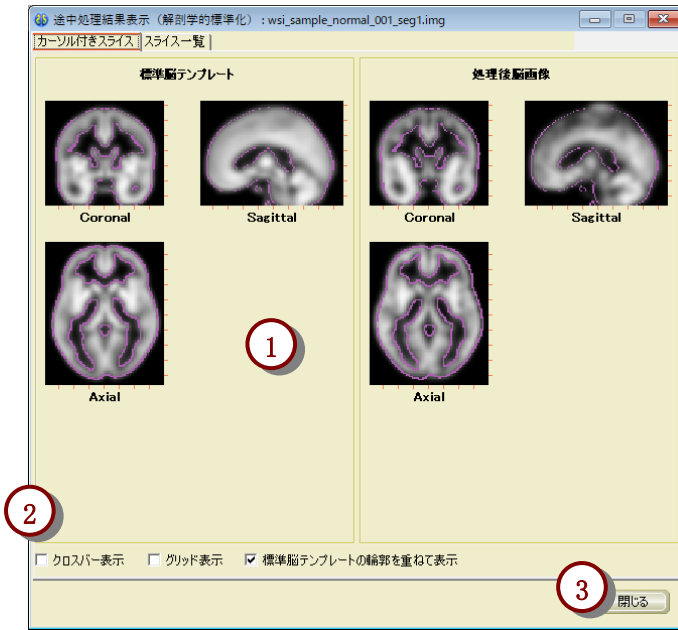 途中処理結果表示（解剖学的標準化）: wsi_sample_normal_001_seg1.img
カーソル付きスライス スライス一覧
標準脳テンプレート
処理後脳画像
Coronal
Sagittal
Coronal
Sagittal
1
Axial
Axial
2
クロスバー表示 グリッド表示 標準脳テンプレートの輪郭を重ねて表示
3
閉じる